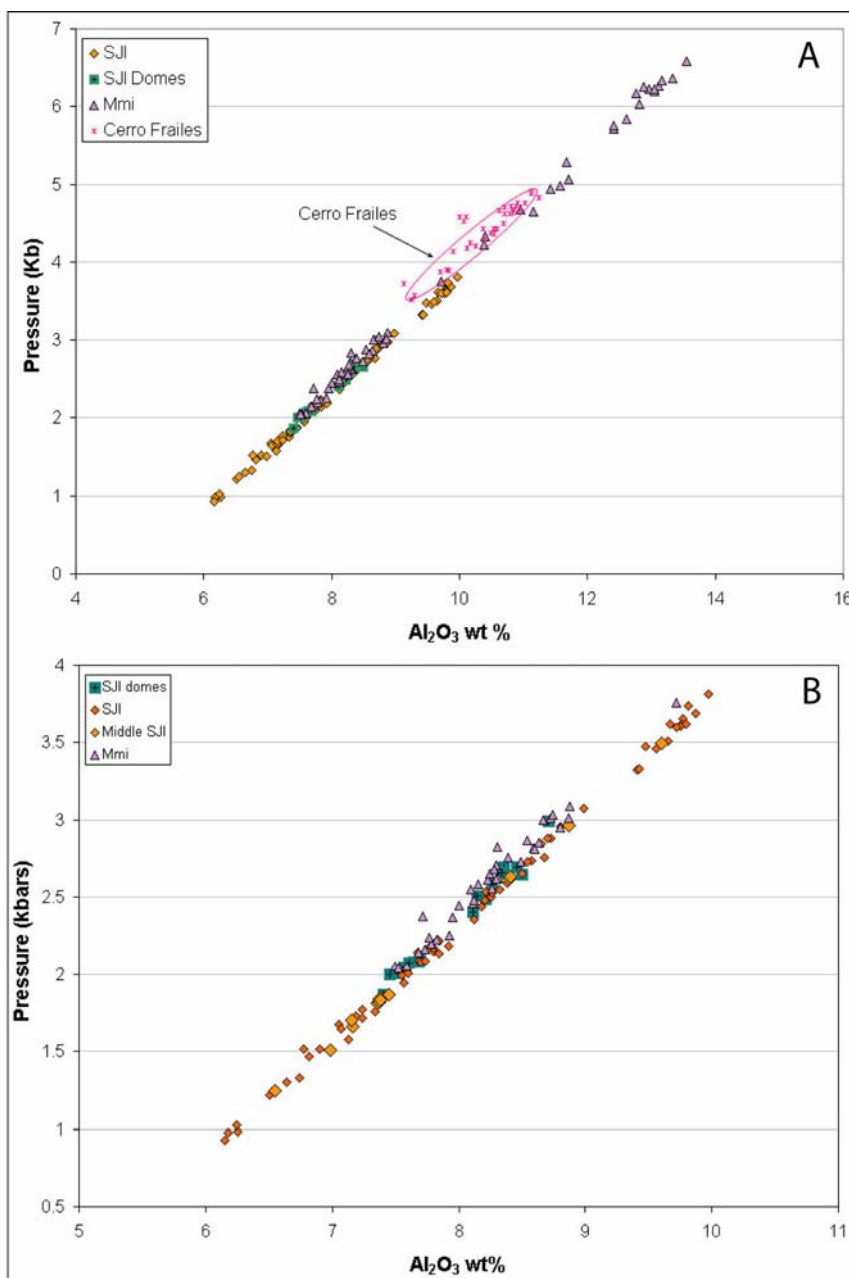 A
SJI
SJI Domes
Mmi
Cerro Frailes
Cerro Frailes
Pressure (Kb)
7
6
5
4
3
2
1
0
4 6 8 10 12 14 16
Al₂O₃ wt %
B
SJI domes
SJI
Middle SJI
Mmi
Pressure (kbars)
4
3.5
3
2.5
2
1.5
1
0.5
5 6 7 8 9 10 11
Al₂O₃ wt%